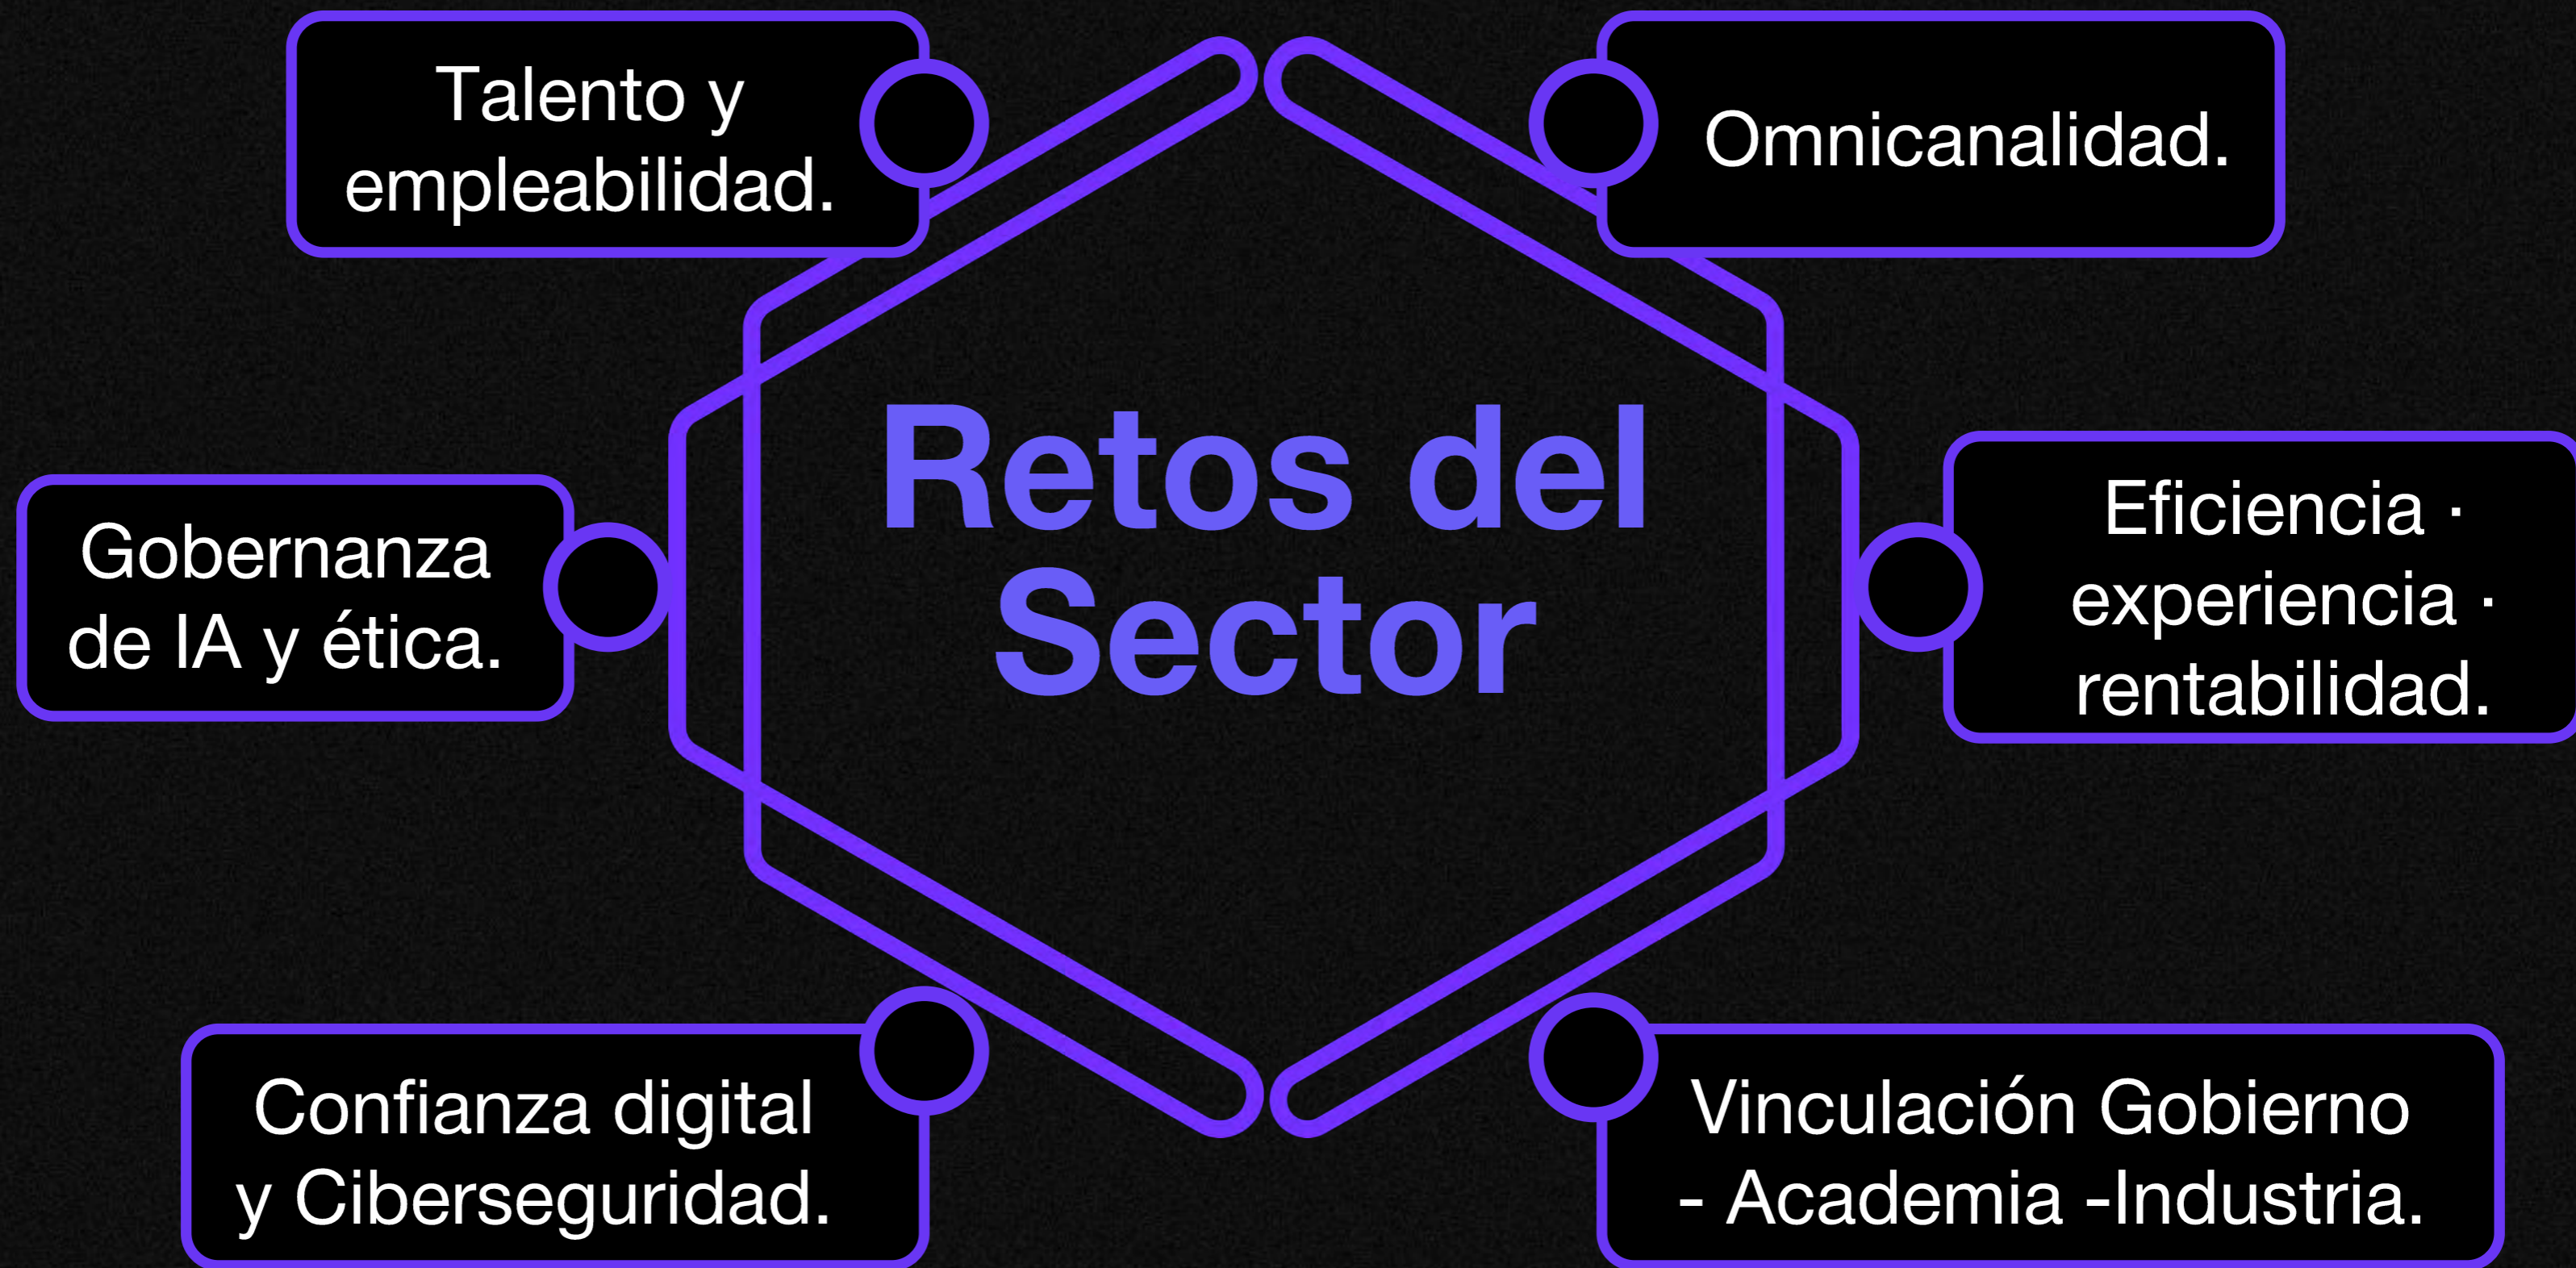 Talento y
empleabilidad.
Omnicanalidad.
Retos del
Sector
Gobernanza
de IA y ética.
Eficiencia ·
experiencia ·
rentabilidad.
Confianza digital
y Ciberseguridad.
Vinculación Gobierno
- Academia -Industria.